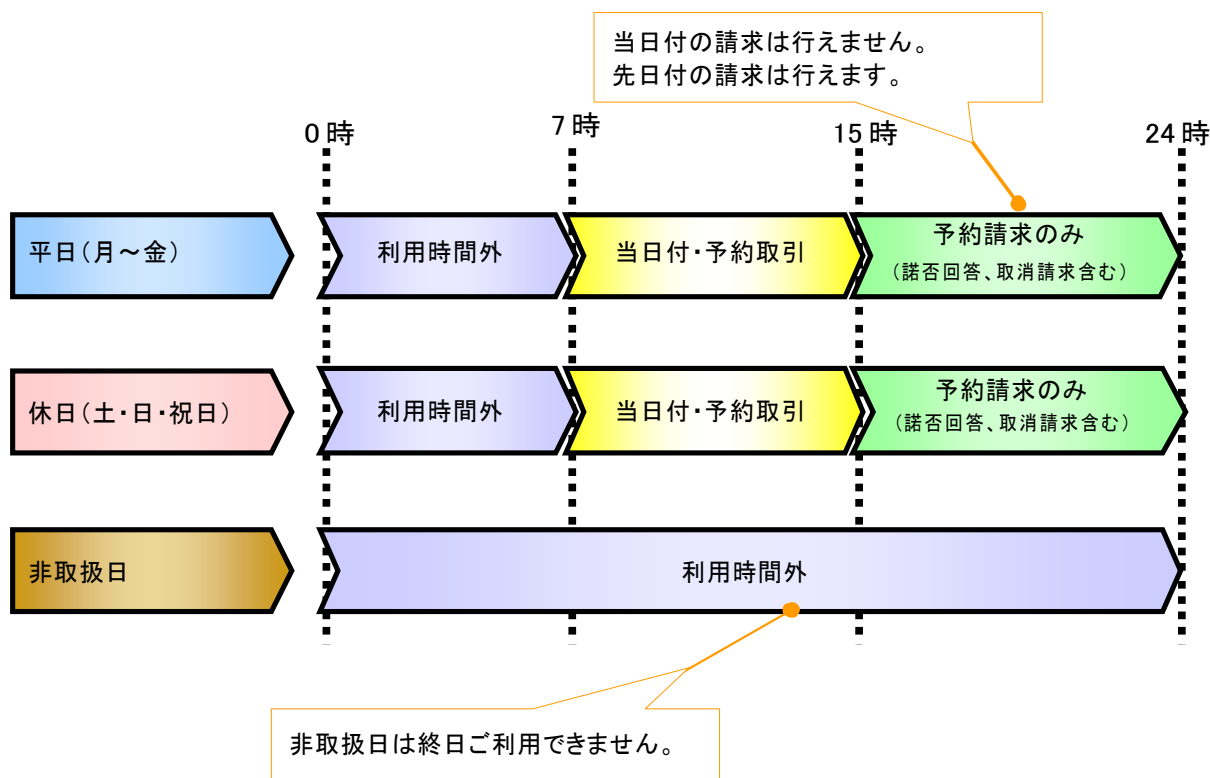 当日付の請求は行えません。
先日付の請求は行えます。
0時
7時
15時
24時
平日(月~金)
利用時間外
当日付・予約取引
予約請求のみ
(諾否回答、取消請求含む)
休日(土・日・祝日)
利用時間外
当日付・予約取引
予約請求のみ
(諾否回答、取消請求含む)
非取扱日
利用時間外
非取扱日は終日ご利用できません。